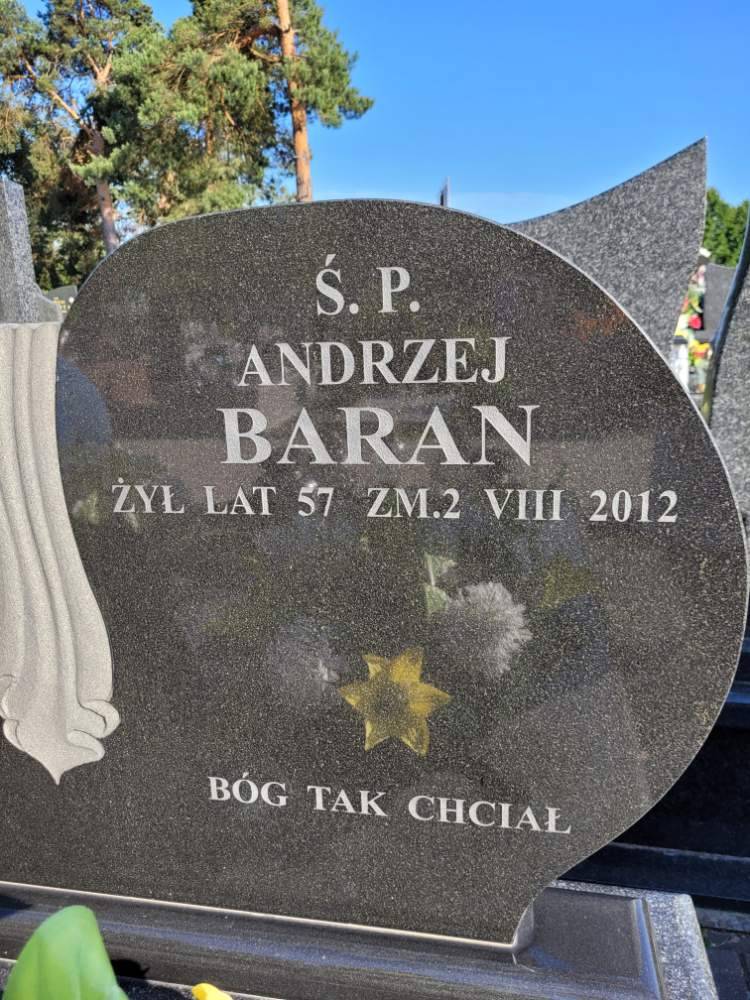 Ś. P.
ANDRZEJ
BARAN
ŻYŁ LAT 57 ZM.2 VIII 2012
BÓG TAK CHCIAŁ